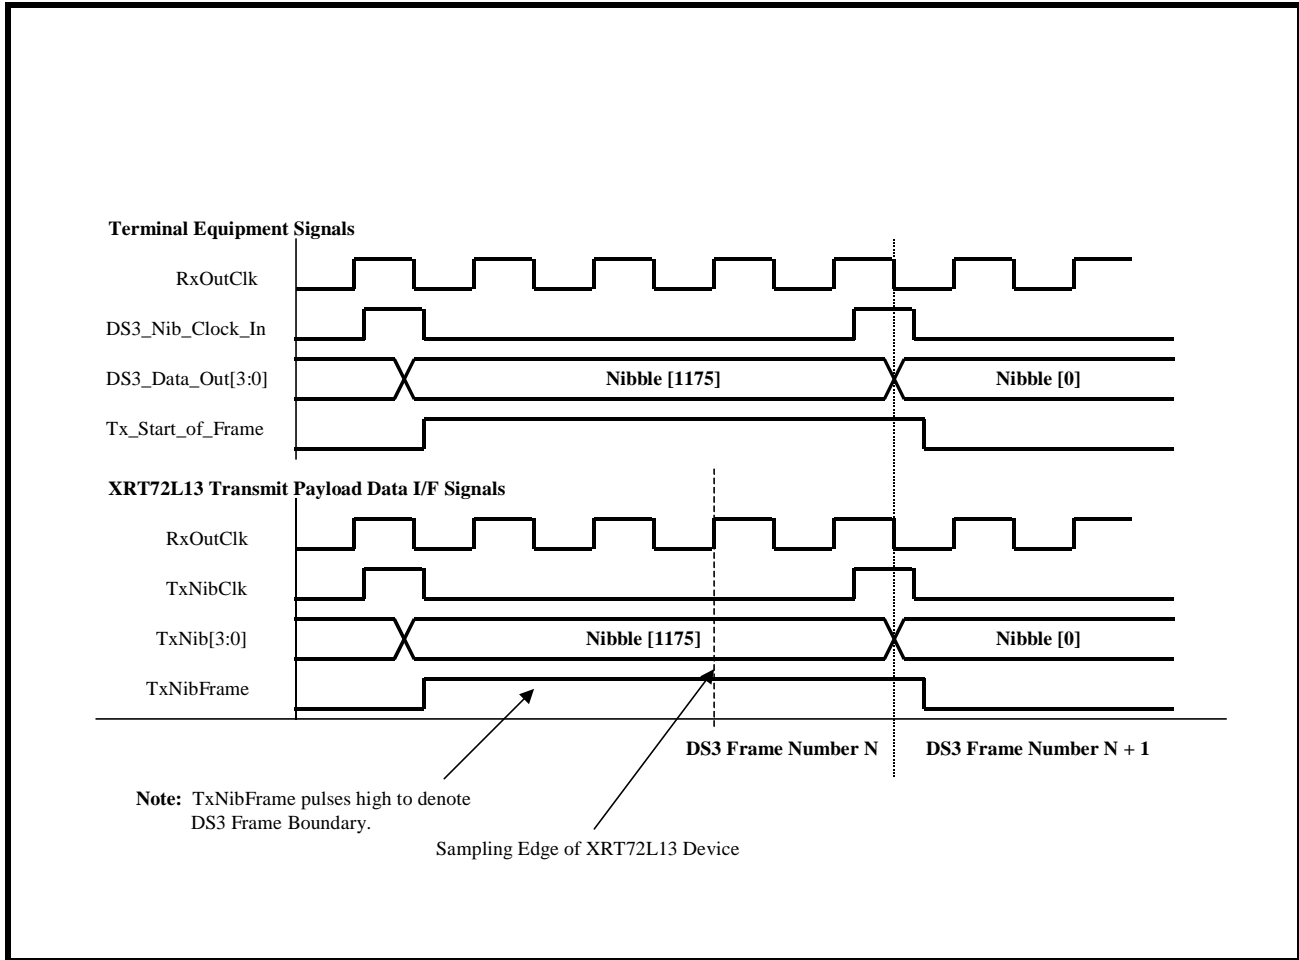 Terminal Equipment Signals
RxOutClk
DS3_Nib_Clock_In
DS3_Data_Out[3:0]
Nibble [1175]
Nibble [0]
Tx_Start_of_Frame
XRT72L13 Transmit Payload Data I/F Signals
RxOutClk
TxNibClk
TxNib[3:0]
Nibble [1175]
Nibble [0]
TxNibFrame
DS3 Frame Number N
DS3 Frame Number N + 1
Note: TxNibFrame pulses high to denote
DS3 Frame Boundary.
Sampling Edge of XRT72L13 Device